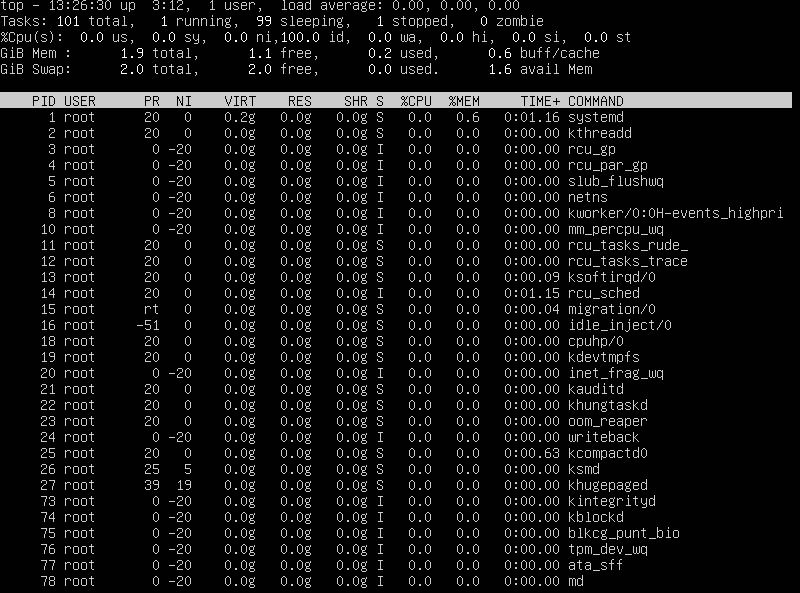 top - 13:26:30 up  3:12,  1 user,  load average: 0.00, 0.00, 0.00
Tasks: 101 total,   1 running,  99 sleeping,   1 stopped,   0 zombie
%Cpu(s):  0.0 us,  0.0 sy,  0.0 ni,100.0 id,  0.0 wa,  0.0 hi,  0.0 si,  0.0 st
GiB Mem :      1.9 total,      1.1 free,      0.2 used,      0.6 buff/cache
GiB Swap:      2.0 total,      2.0 free,      0.0 used.      1.6 avail Mem
PID USER      PR  NI    VIRT    RES    SHR S  %CPU  %MEM     TIME+ COMMAND
1 root      20   0    0.2g   0.0g   0.0g S   0.0   0.6   0:01.16 systemd
2 root      20   0    0.0g   0.0g   0.0g S   0.0   0.0   0:00.00 kthreadd
3 root       0 -20    0.0g   0.0g   0.0g I   0.0   0.0   0:00.00 rcu_gp
4 root       0 -20    0.0g   0.0g   0.0g I   0.0   0.0   0:00.00 rcu_par_gp
5 root       0 -20    0.0g   0.0g   0.0g I   0.0   0.0   0:00.00 slub_flushwq
6 root       0 -20    0.0g   0.0g   0.0g I   0.0   0.0   0:00.00 netns
8 root       0 -20    0.0g   0.0g   0.0g I   0.0   0.0   0:00.00 kworker/0:0H-events_highpri
10 root       0 -20    0.0g   0.0g   0.0g I   0.0   0.0   0:00.00 mm_percpu_wq
11 root      20   0    0.0g   0.0g   0.0g S   0.0   0.0   0:00.00 rcu_tasks_rude_
12 root      20   0    0.0g   0.0g   0.0g S   0.0   0.0   0:00.00 rcu_tasks_trace
13 root      20   0    0.0g   0.0g   0.0g S   0.0   0.0   0:00.09 ksoftirqd/0
14 root      20   0    0.0g   0.0g   0.0g I   0.0   0.0   0:01.15 rcu_sched
15 root      rt   0    0.0g   0.0g   0.0g S   0.0   0.0   0:00.04 migration/0
16 root     -51   0    0.0g   0.0g   0.0g S   0.0   0.0   0:00.00 idle_inject/0
18 root      20   0    0.0g   0.0g   0.0g S   0.0   0.0   0:00.00 cpuhp/0
19 root      20   0    0.0g   0.0g   0.0g S   0.0   0.0   0:00.00 kdevtmpfs
20 root       0 -20    0.0g   0.0g   0.0g I   0.0   0.0   0:00.00 inet_frag_wq
21 root      20   0    0.0g   0.0g   0.0g S   0.0   0.0   0:00.00 kauditd
22 root      20   0    0.0g   0.0g   0.0g S   0.0   0.0   0:00.00 khungtaskd
23 root      20   0    0.0g   0.0g   0.0g S   0.0   0.0   0:00.00 oom_reaper
24 root       0 -20    0.0g   0.0g   0.0g I   0.0   0.0   0:00.00 writeback
25 root      20   0    0.0g   0.0g   0.0g S   0.0   0.0   0:00.63 kcompactd0
26 root      25   5    0.0g   0.0g   0.0g S   0.0   0.0   0:00.00 ksmd
27 root      39  19    0.0g   0.0g   0.0g S   0.0   0.0   0:00.00 khugepaged
73 root       0 -20    0.0g   0.0g   0.0g I   0.0   0.0   0:00.00 kintegrityd
74 root       0 -20    0.0g   0.0g   0.0g I   0.0   0.0   0:00.00 kblockd
75 root       0 -20    0.0g   0.0g   0.0g I   0.0   0.0   0:00.00 blkcg_punt_bio
76 root       0 -20    0.0g   0.0g   0.0g I   0.0   0.0   0:00.00 tpm_dev_wq
77 root       0 -20    0.0g   0.0g   0.0g I   0.0   0.0   0:00.00 ata_sff
78 root       0 -20    0.0g   0.0g   0.0g I   0.0   0.0   0:00.00 md